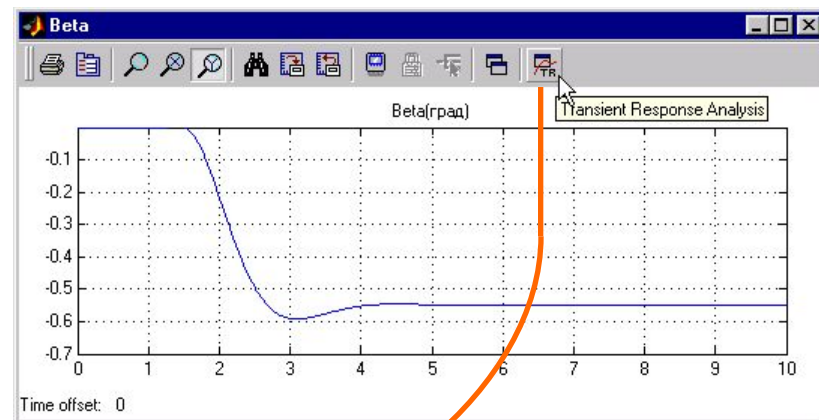 Beta
TR
Beta(град)
Transient Response Analysis
-0.1
-0.2
-0.3
-0.4
-0.5
-0.6
-0.7
0 1 2 3 4 5 6 7 8 9 10
Time offset: 0